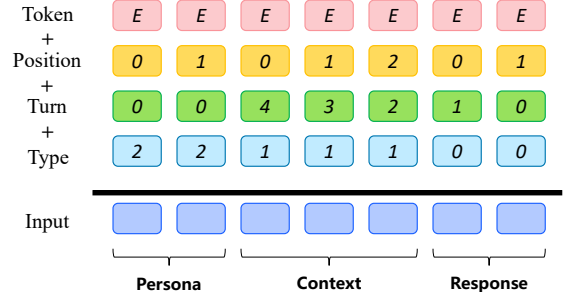 Token E E E E E E E
+
Position 0 1 0 1 2 0 1
+
Turn 0 0 4 3 2 1 0
+
Type 2 2 1 1 1 0 0
Input
Persona Context Response